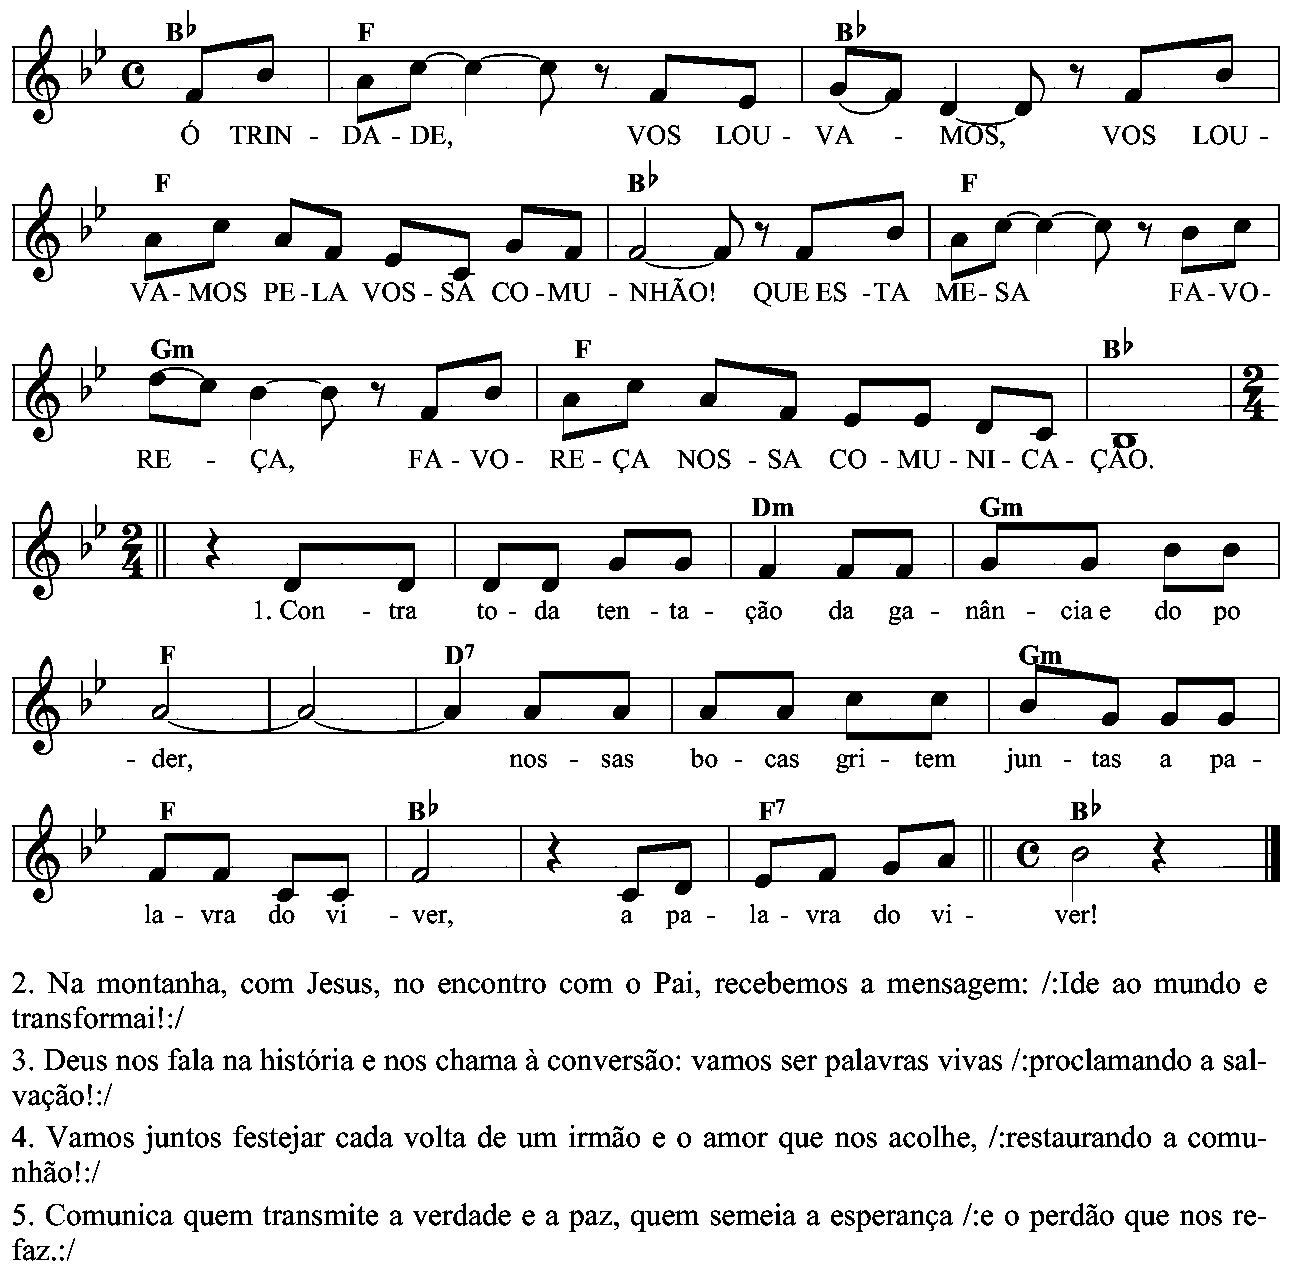 B♭ F B♭
Ó TRIN - DA - DE, VOS LOU - VA - MOS, VOS LOU -
F B♭ F
VA - MOS PE - LA VOS - SA CO - MU - NHÃO! QUE ES - TA ME - SA FA - VO -
Gm F B♭
RE - ÇA, FA - VO - RE - ÇA NOS - SA CO - MU - NI - CA - ÇÃO.
Dm Gm
1. Con - tra to - da ten - ta - ção da ga - nân - cia e do po
F D7 Gm
- der, nos - sas bo - cas gri - tem jun - tas a pa -
F B♭ F7 B♭
la - vra do vi - ver, a pa - la - vra do vi - ver!
2. Na montanha, com Jesus, no encontro com o Pai, recebemos a mensagem: /:Ide ao mundo e
transformai!:/
3. Deus nos fala na história e nos chama à conversão: vamos ser palavras vivas /:proclamando a sal-
vação!:/
4. Vamos juntos festejar cada volta de um irmão e o amor que nos acolhe, /:restaurando a comu-
nhão!:/
5. Comunica quem transmite a verdade e a paz, quem semeia a esperança /:e o perdão que nos re-
faz.:/